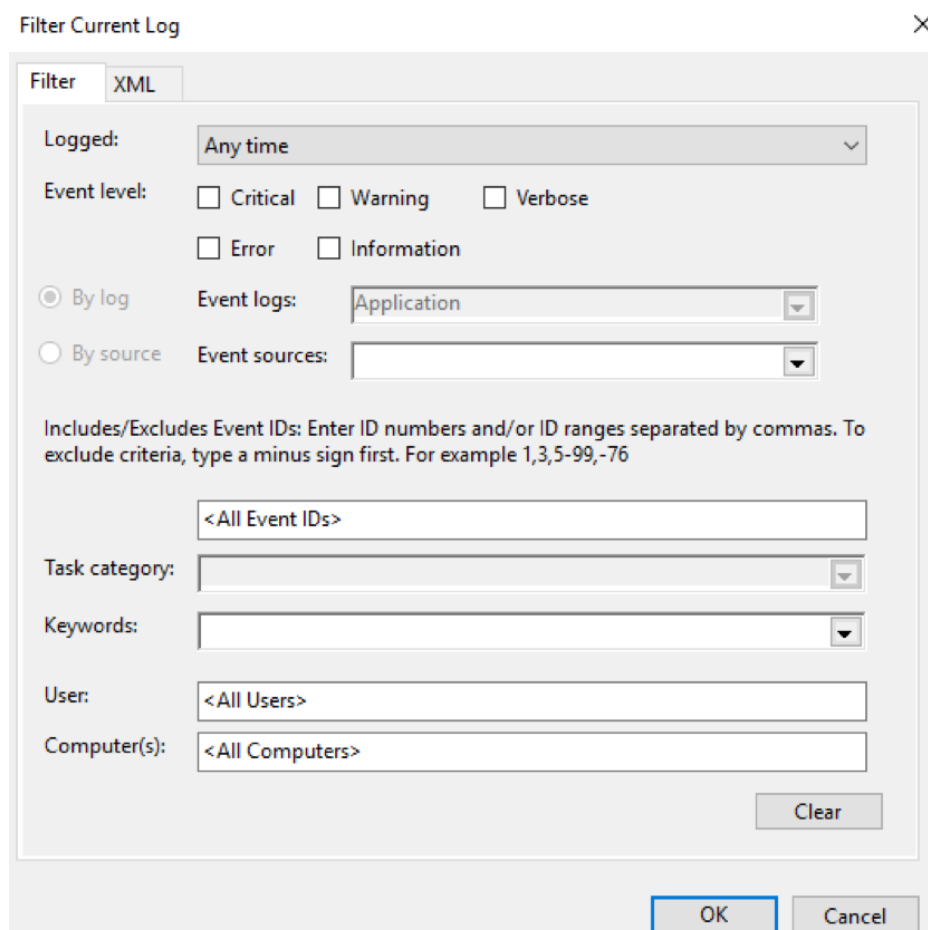 Filter Current Log
Filter XML
Logged: Any time
Event level: Critical Warning Verbose
Error Information
By log Event logs: Application
By source Event sources:
Includes/Excludes Event IDs: Enter ID numbers and/or ID ranges separated by commas. To
exclude criteria, type a minus sign first. For example 1,3,5-99,-76
<All Event IDs>
Task category:
Keywords:
User: <All Users>
Computer(s): <All Computers>
Clear
OK Cancel